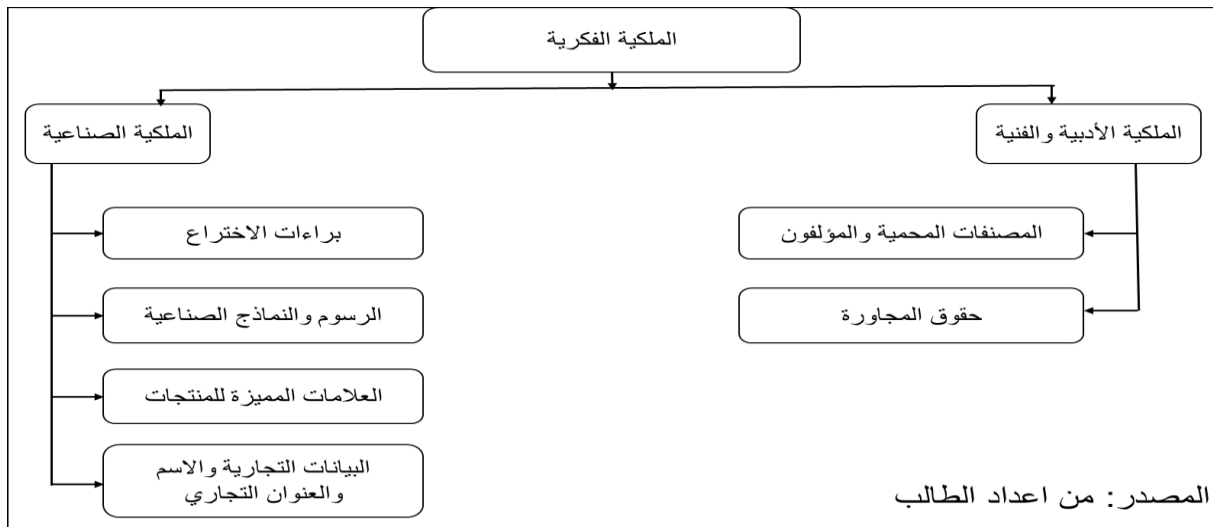 الملكية الفكرية
الملكية الأدبية والفنية
الملكية الصناعية
المصنفات المحمية والمؤلفون
حقوق المجاورة
براءات الاختراع
الرسوم والنماذج الصناعية
العلامات المميزة للمنتجات
البيانات التجارية والاسم
والعنوان التجاري
المصدر: من اعداد الطالب